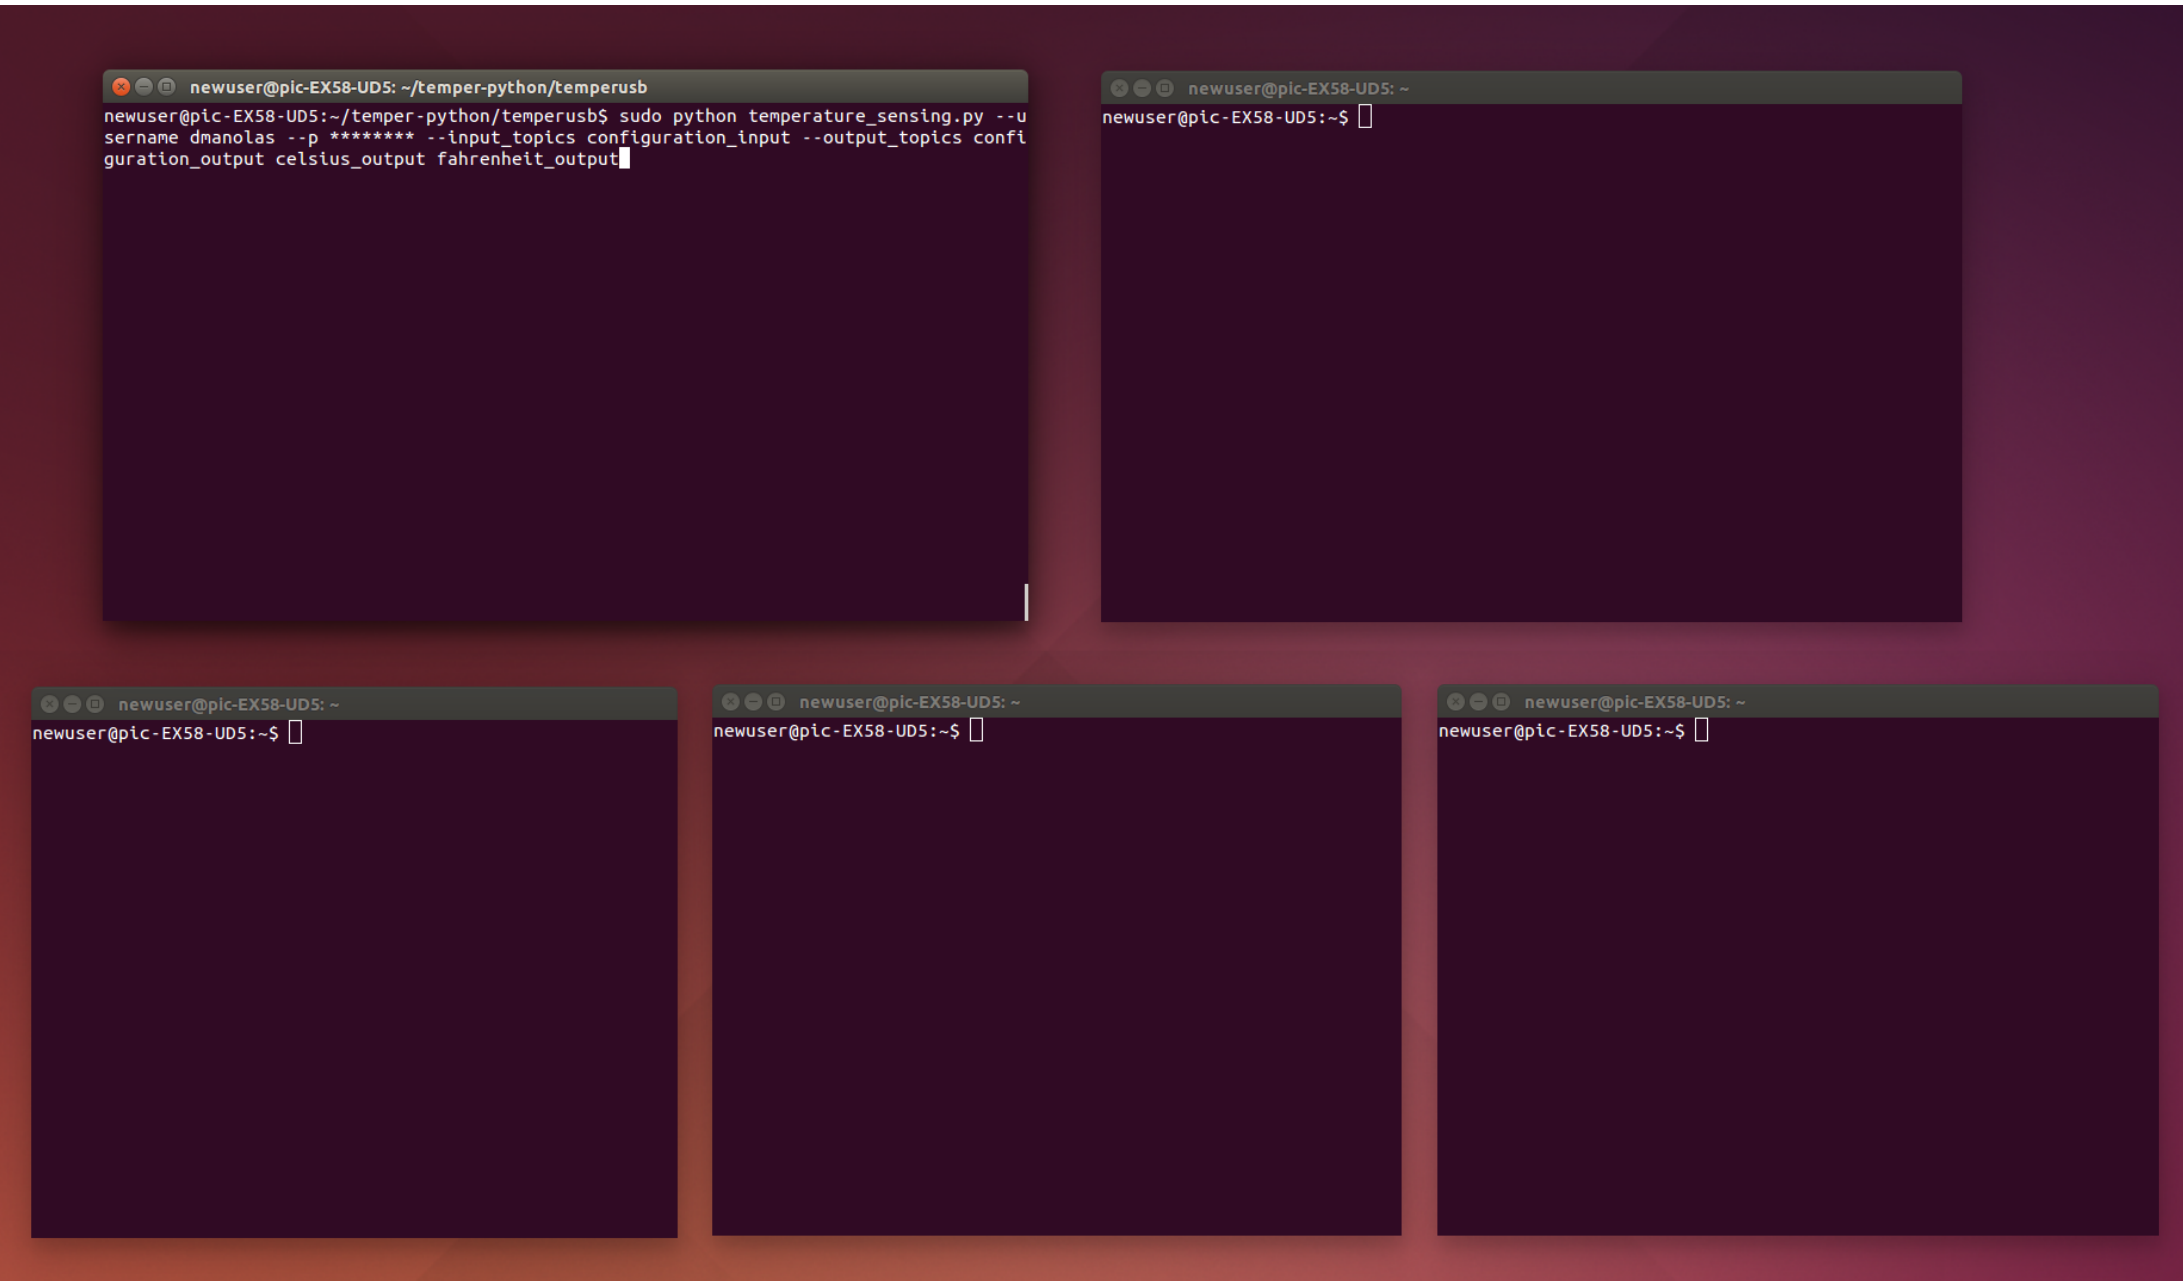 newuser@pic-EX58-UD5: ~/temper-python/temperusb
newuser@pic-EX58-UD5:~/temper-python/temperusb$ sudo python temperature_sensing.py --u
sername dmanolas --p ******** --input_topics configuration_input --output_topics confi
guration_output celsius_output fahrenheit_output
newuser@pic-EX58-UD5: ~
newuser@pic-EX58-UD5:~$
newuser@pic-EX58-UD5: ~
newuser@pic-EX58-UD5:~$
newuser@pic-EX58-UD5: ~
newuser@pic-EX58-UD5:~$
newuser@pic-EX58-UD5: ~
newuser@pic-EX58-UD5:~$